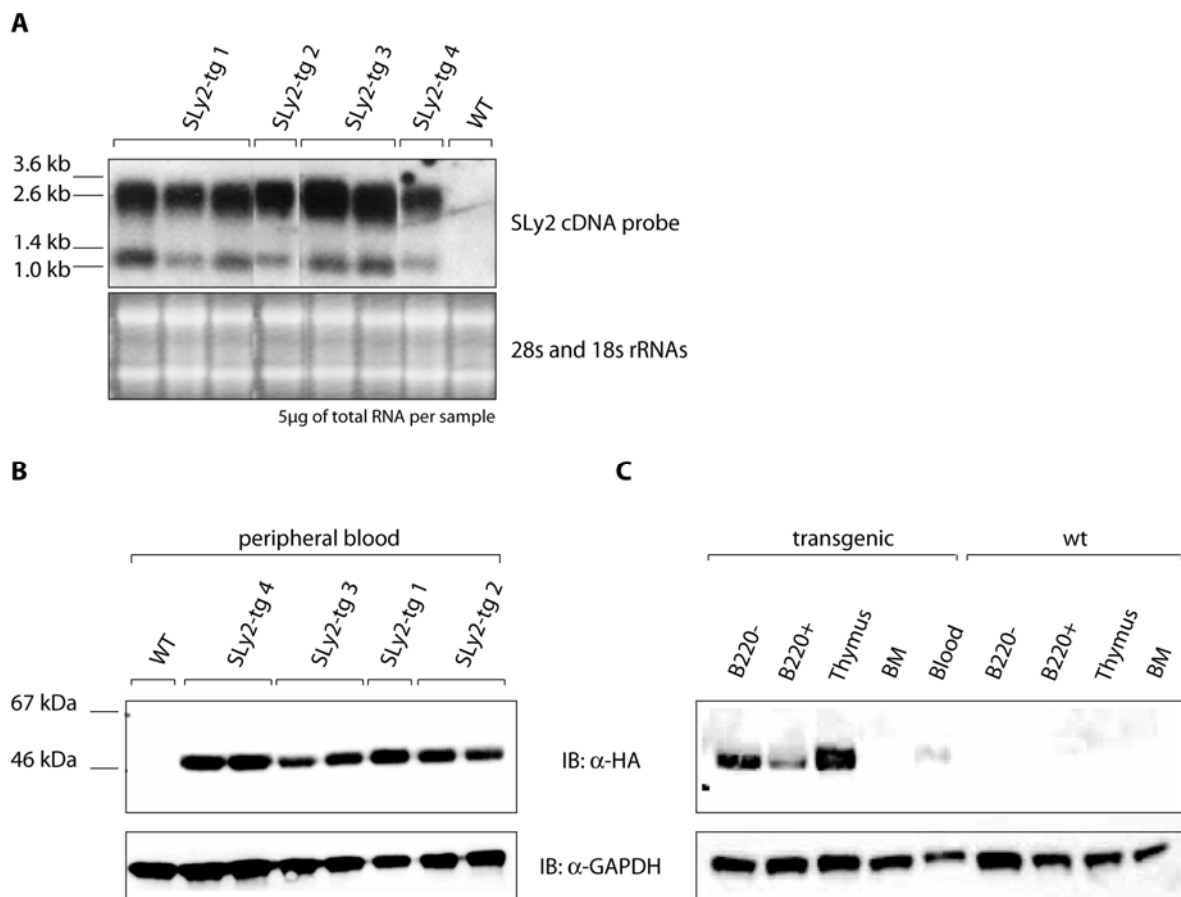 A
SLy2-tg 1
SLy2-tg 2
SLy2-tg 3
SLy2-tg 4
WT
3.6 kb
2.6 kb
1.4 kb
1.0 kb
SLy2 cDNA probe
28s and 18s rRNAs
5µg of total RNA per sample
B
peripheral blood
WT
SLy2-tg 4
SLy2-tg 3
SLy2-tg 1
SLy2-tg 2
67 kDa
46 kDa
IB: α-HA
IB: α-GAPDH
C
transgenic
wt
B220-
B220+
Thymus
BM
Blood
B220-
B220+
Thymus
BM